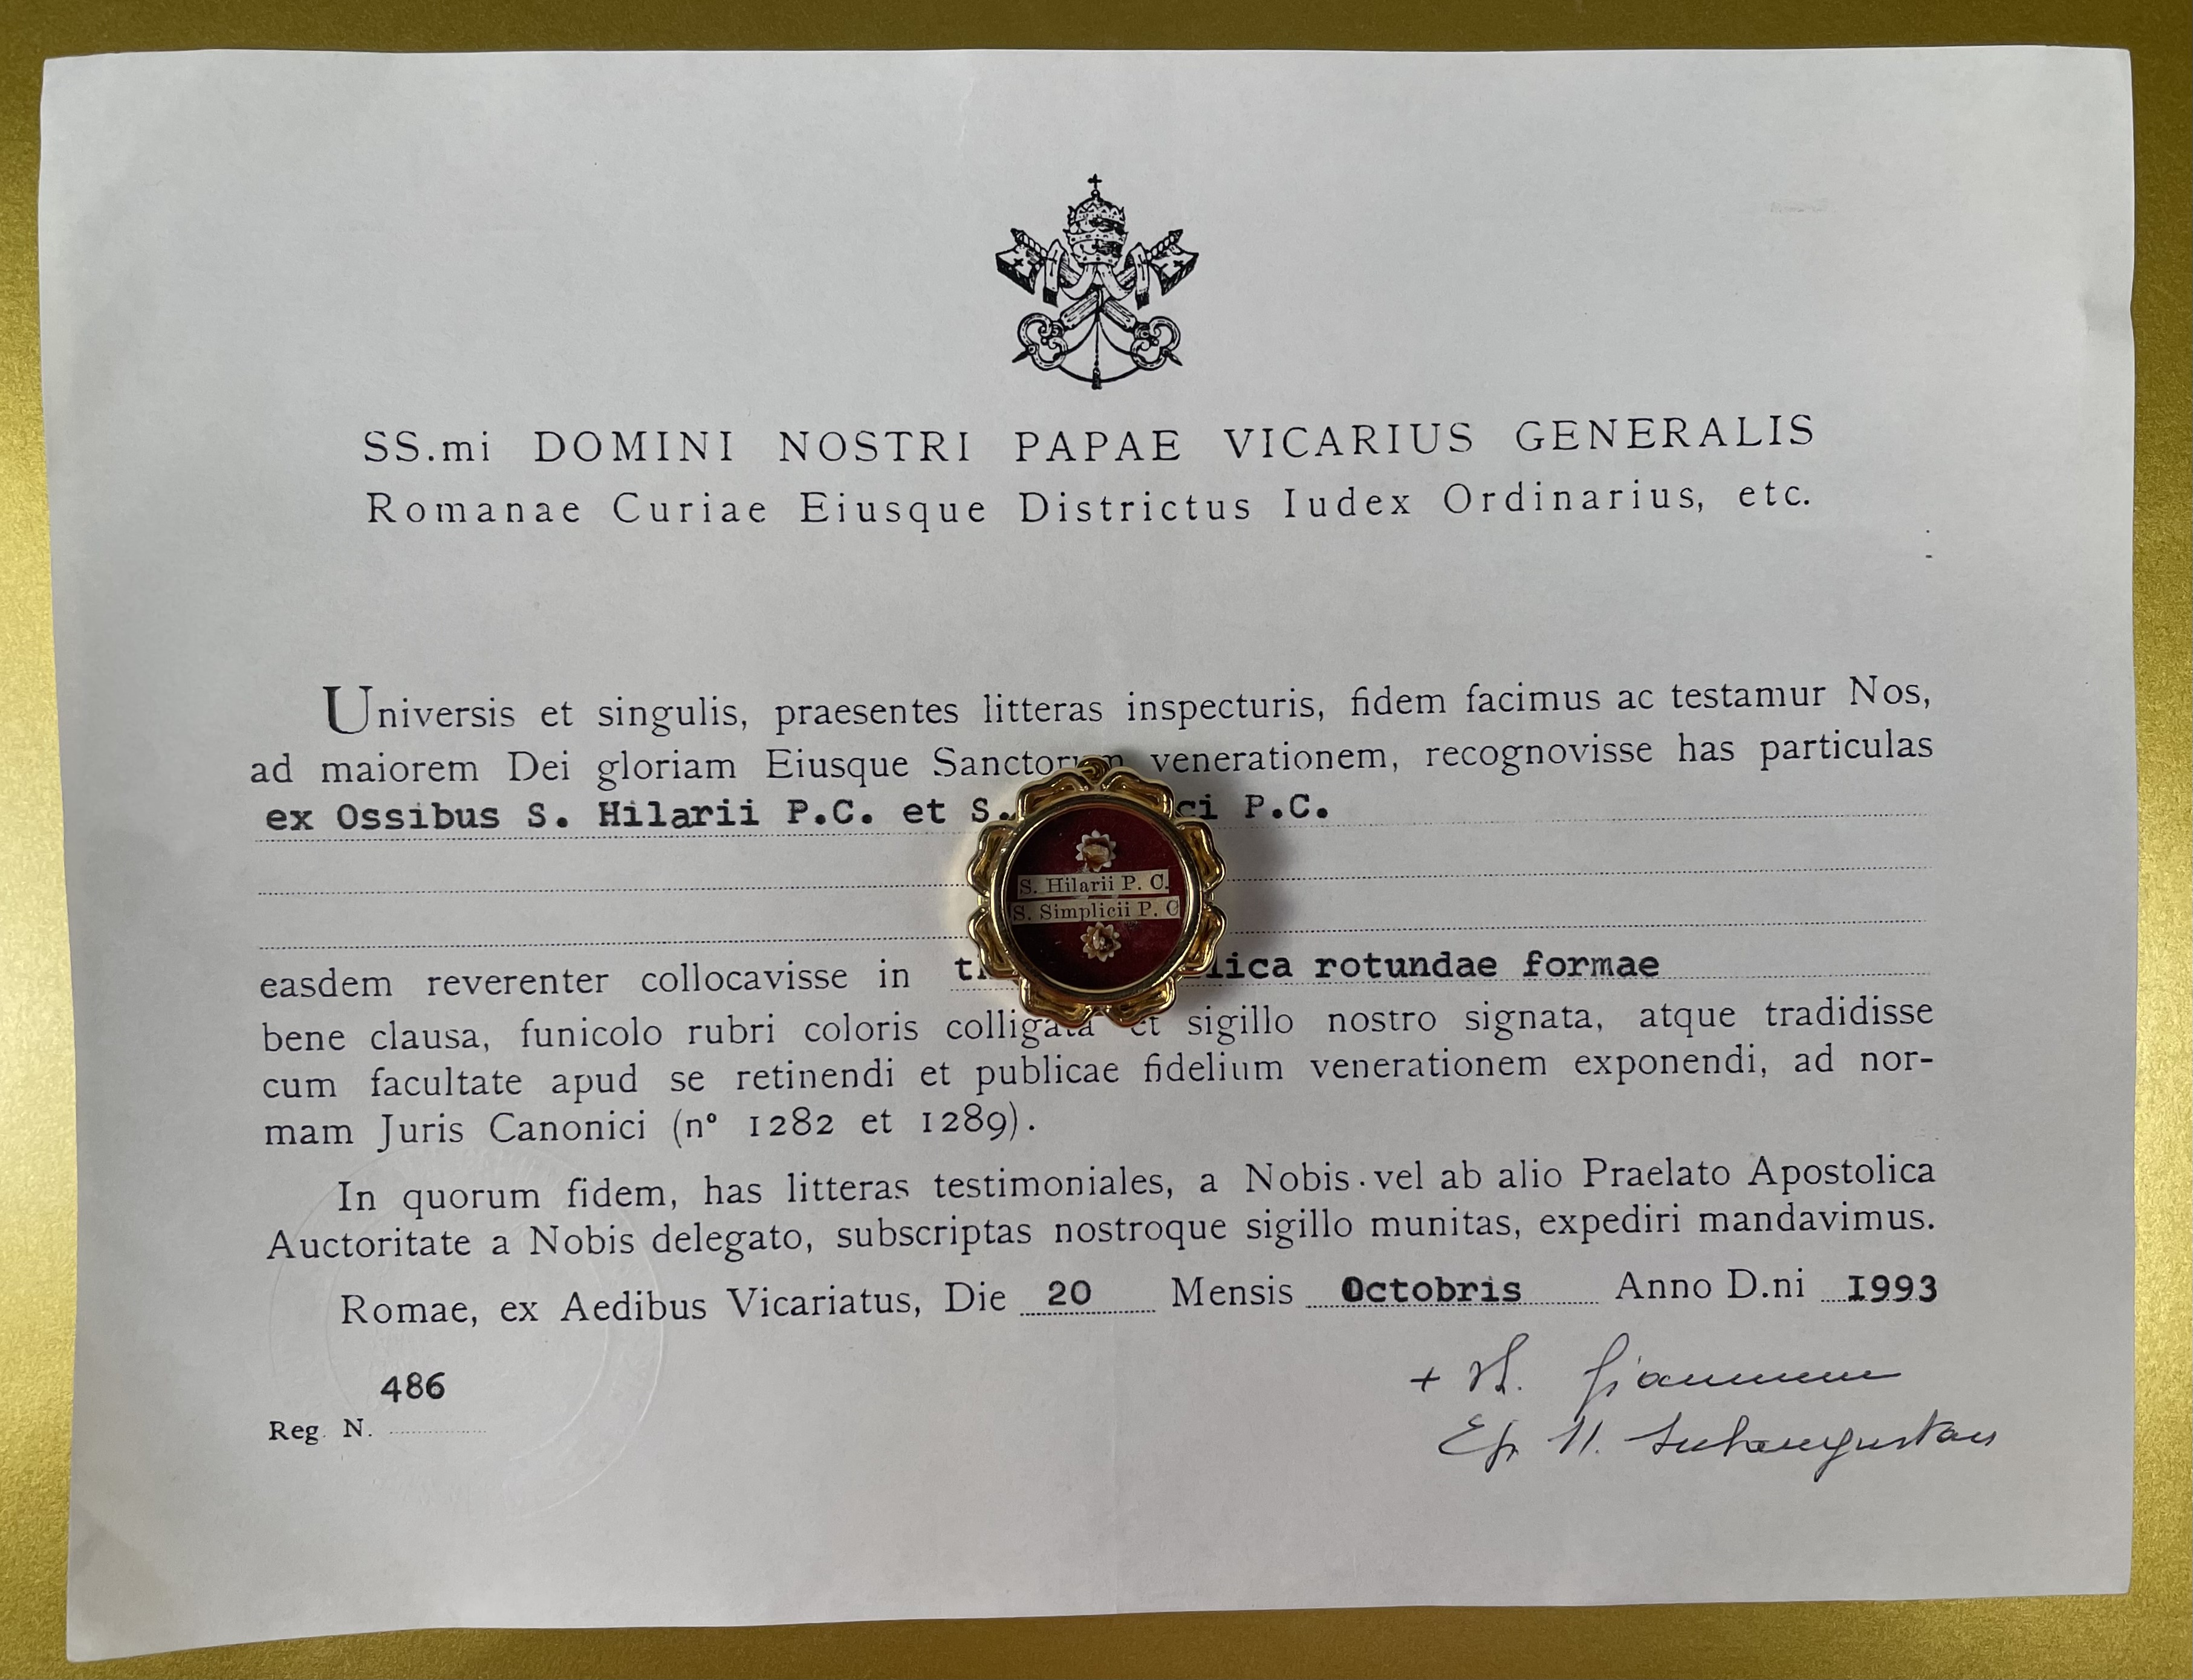 SS.mi DOMINI NOSTRI PAPAE VICARIUS GENERALIS
Romanae Curiae Eiusque Districtus Iudex Ordinarius, etc.
Universis et singulis, praesentes litteras inspecturis, fidem facimus ac testamur Nos,
ad maiorem Dei gloriam Eiusque Sanctorum venerationem, recognovisse has particulas
ex Ossibus S. Hilarii P.C. et S. ci P.C.
S. Hilarii P. C.
S. Simplicii P. C
easdem reverenter collocavisse in lica rotundae formae
bene clausa, funicolo rubri coloris colligata et sigillo nostro signata, atque tradidisse
cum facultate apud se retinendi et publicae fidelium venerationem exponendi, ad nor-
mam Juris Canonici (n° 1282 et 1289).
In quorum fidem, has litteras testimoniales, a Nobis vel ab alio Praelato Apostolica
Auctoritate a Nobis delegato, subscriptas nostroque sigillo munitas, expediri mandavimus.
Romae, ex Aedibus Vicariatus, Die 20 Mensis Octobris Anno D.ni 1993
486
Reg. N.